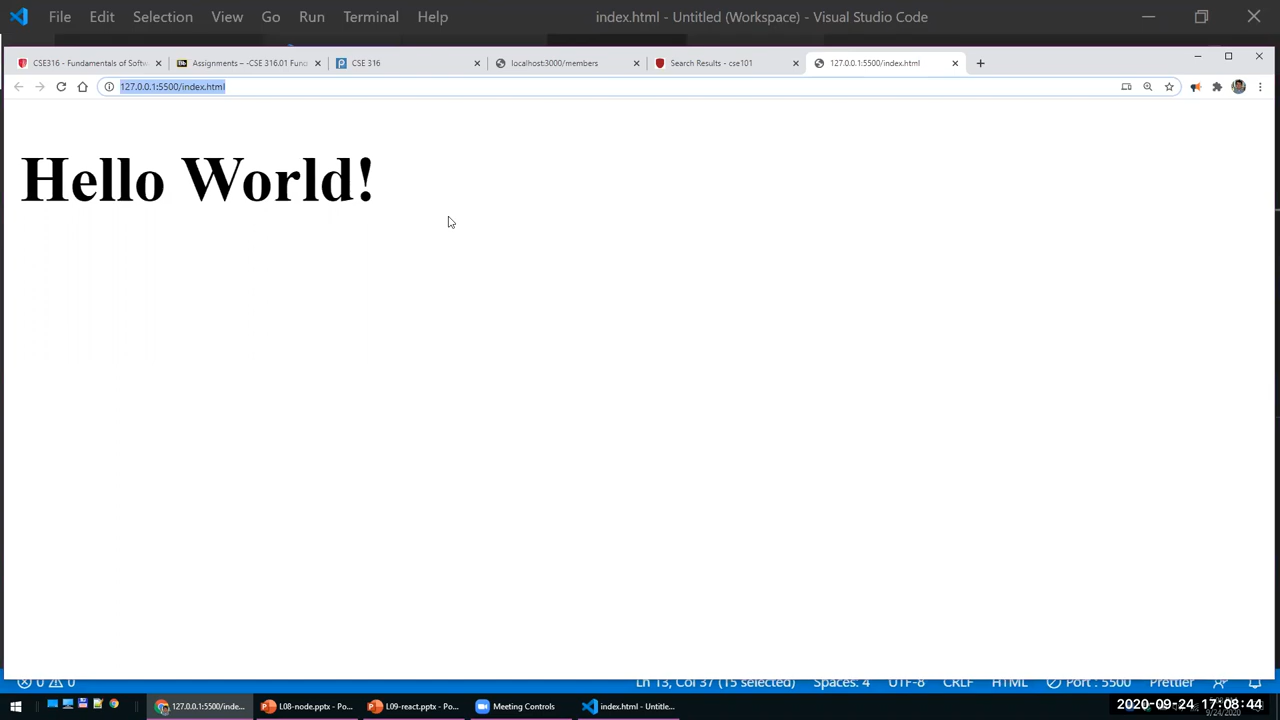 File Edit Selection View Go Run Terminal Help index.html - Untitled (Workspace) - Visual Studio Code
CSE316 - Fundamentals of Softw Assignments – -CSE 316.01 Fund CSE 316 localhost:3000/members Search Results - cse101 127.0.0.1:5500/index.html
127.0.0.1:5500/index.html
Hello World!
0 0 Ln 13, Col 37 (15 selected) Spaces: 4 UTF-8 CRLF HTML Port : 5500 Prettier
127.0.0.1:5500/inde... L08-node.pptx - Po... L09-react.pptx - Po... Meeting Controls index.html - Untitle... 2020-09-24 17:08:44
9/24/2020